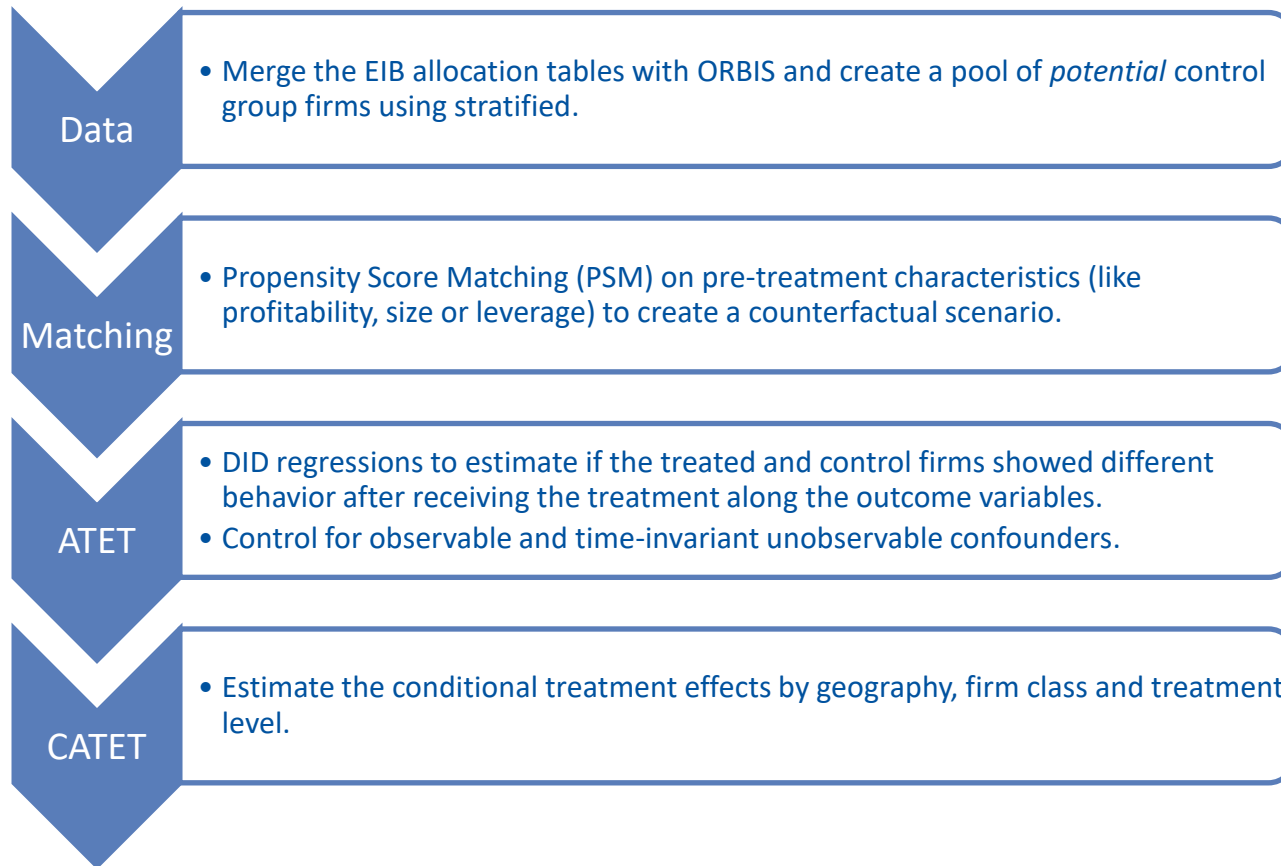 Data
• Merge the EIB allocation tables with ORBIS and create a pool of potential control
group firms using stratified.
Matching
• Propensity Score Matching (PSM) on pre-treatment characteristics (like
profitability, size or leverage) to create a counterfactual scenario.
ATET
• DID regressions to estimate if the treated and control firms showed different
behavior after receiving the treatment along the outcome variables.
• Control for observable and time-invariant unobservable confounders.
CATET
• Estimate the conditional treatment effects by geography, firm class and treatment
level.